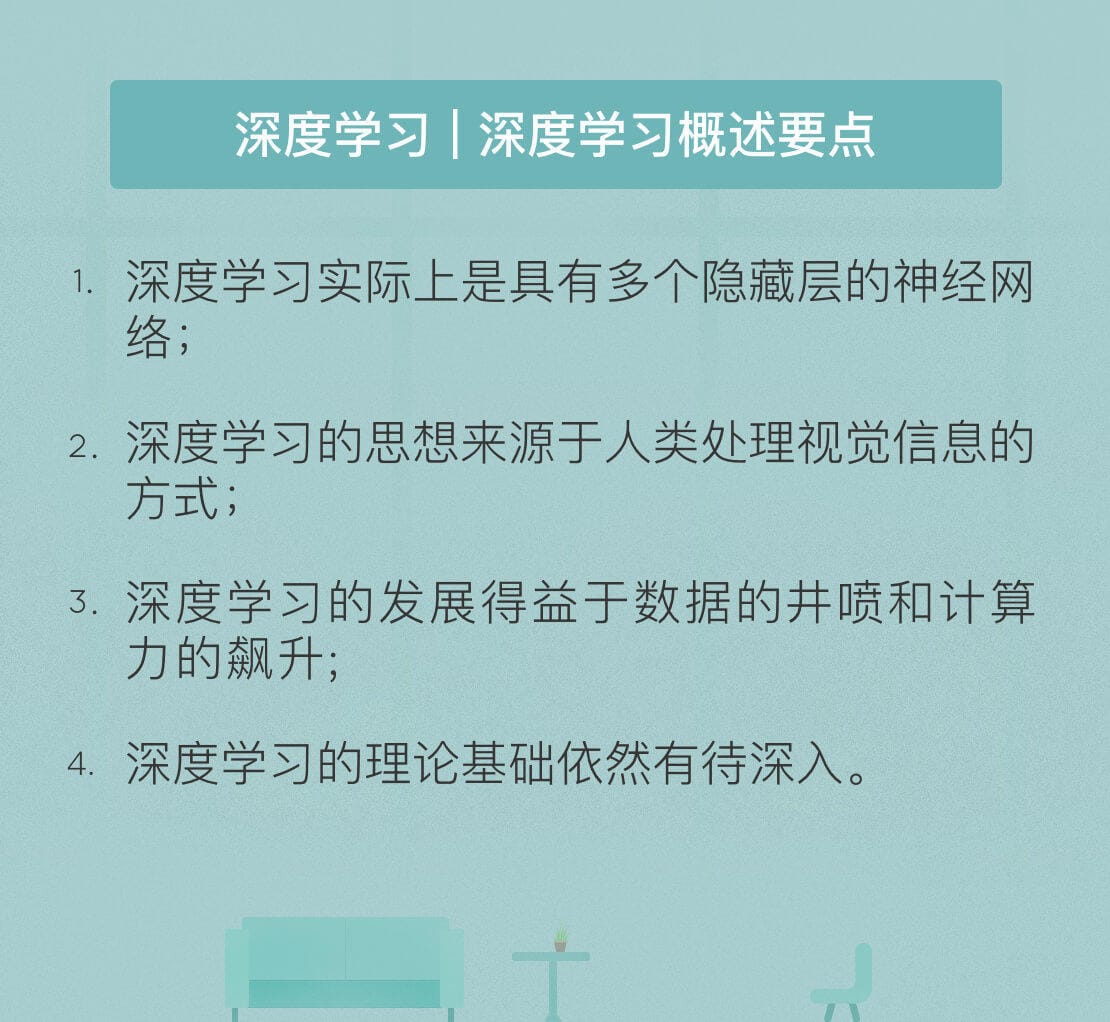 深度学习｜深度学习概述要点
1. 深度学习实际上是具有多个隐藏层的神经网
络；
2. 深度学习的思想来源于人类处理视觉信息的
方式；
3. 深度学习的发展得益于数据的井喷和计算
力的飙升;
4. 深度学习的理论基础依然有待深入。